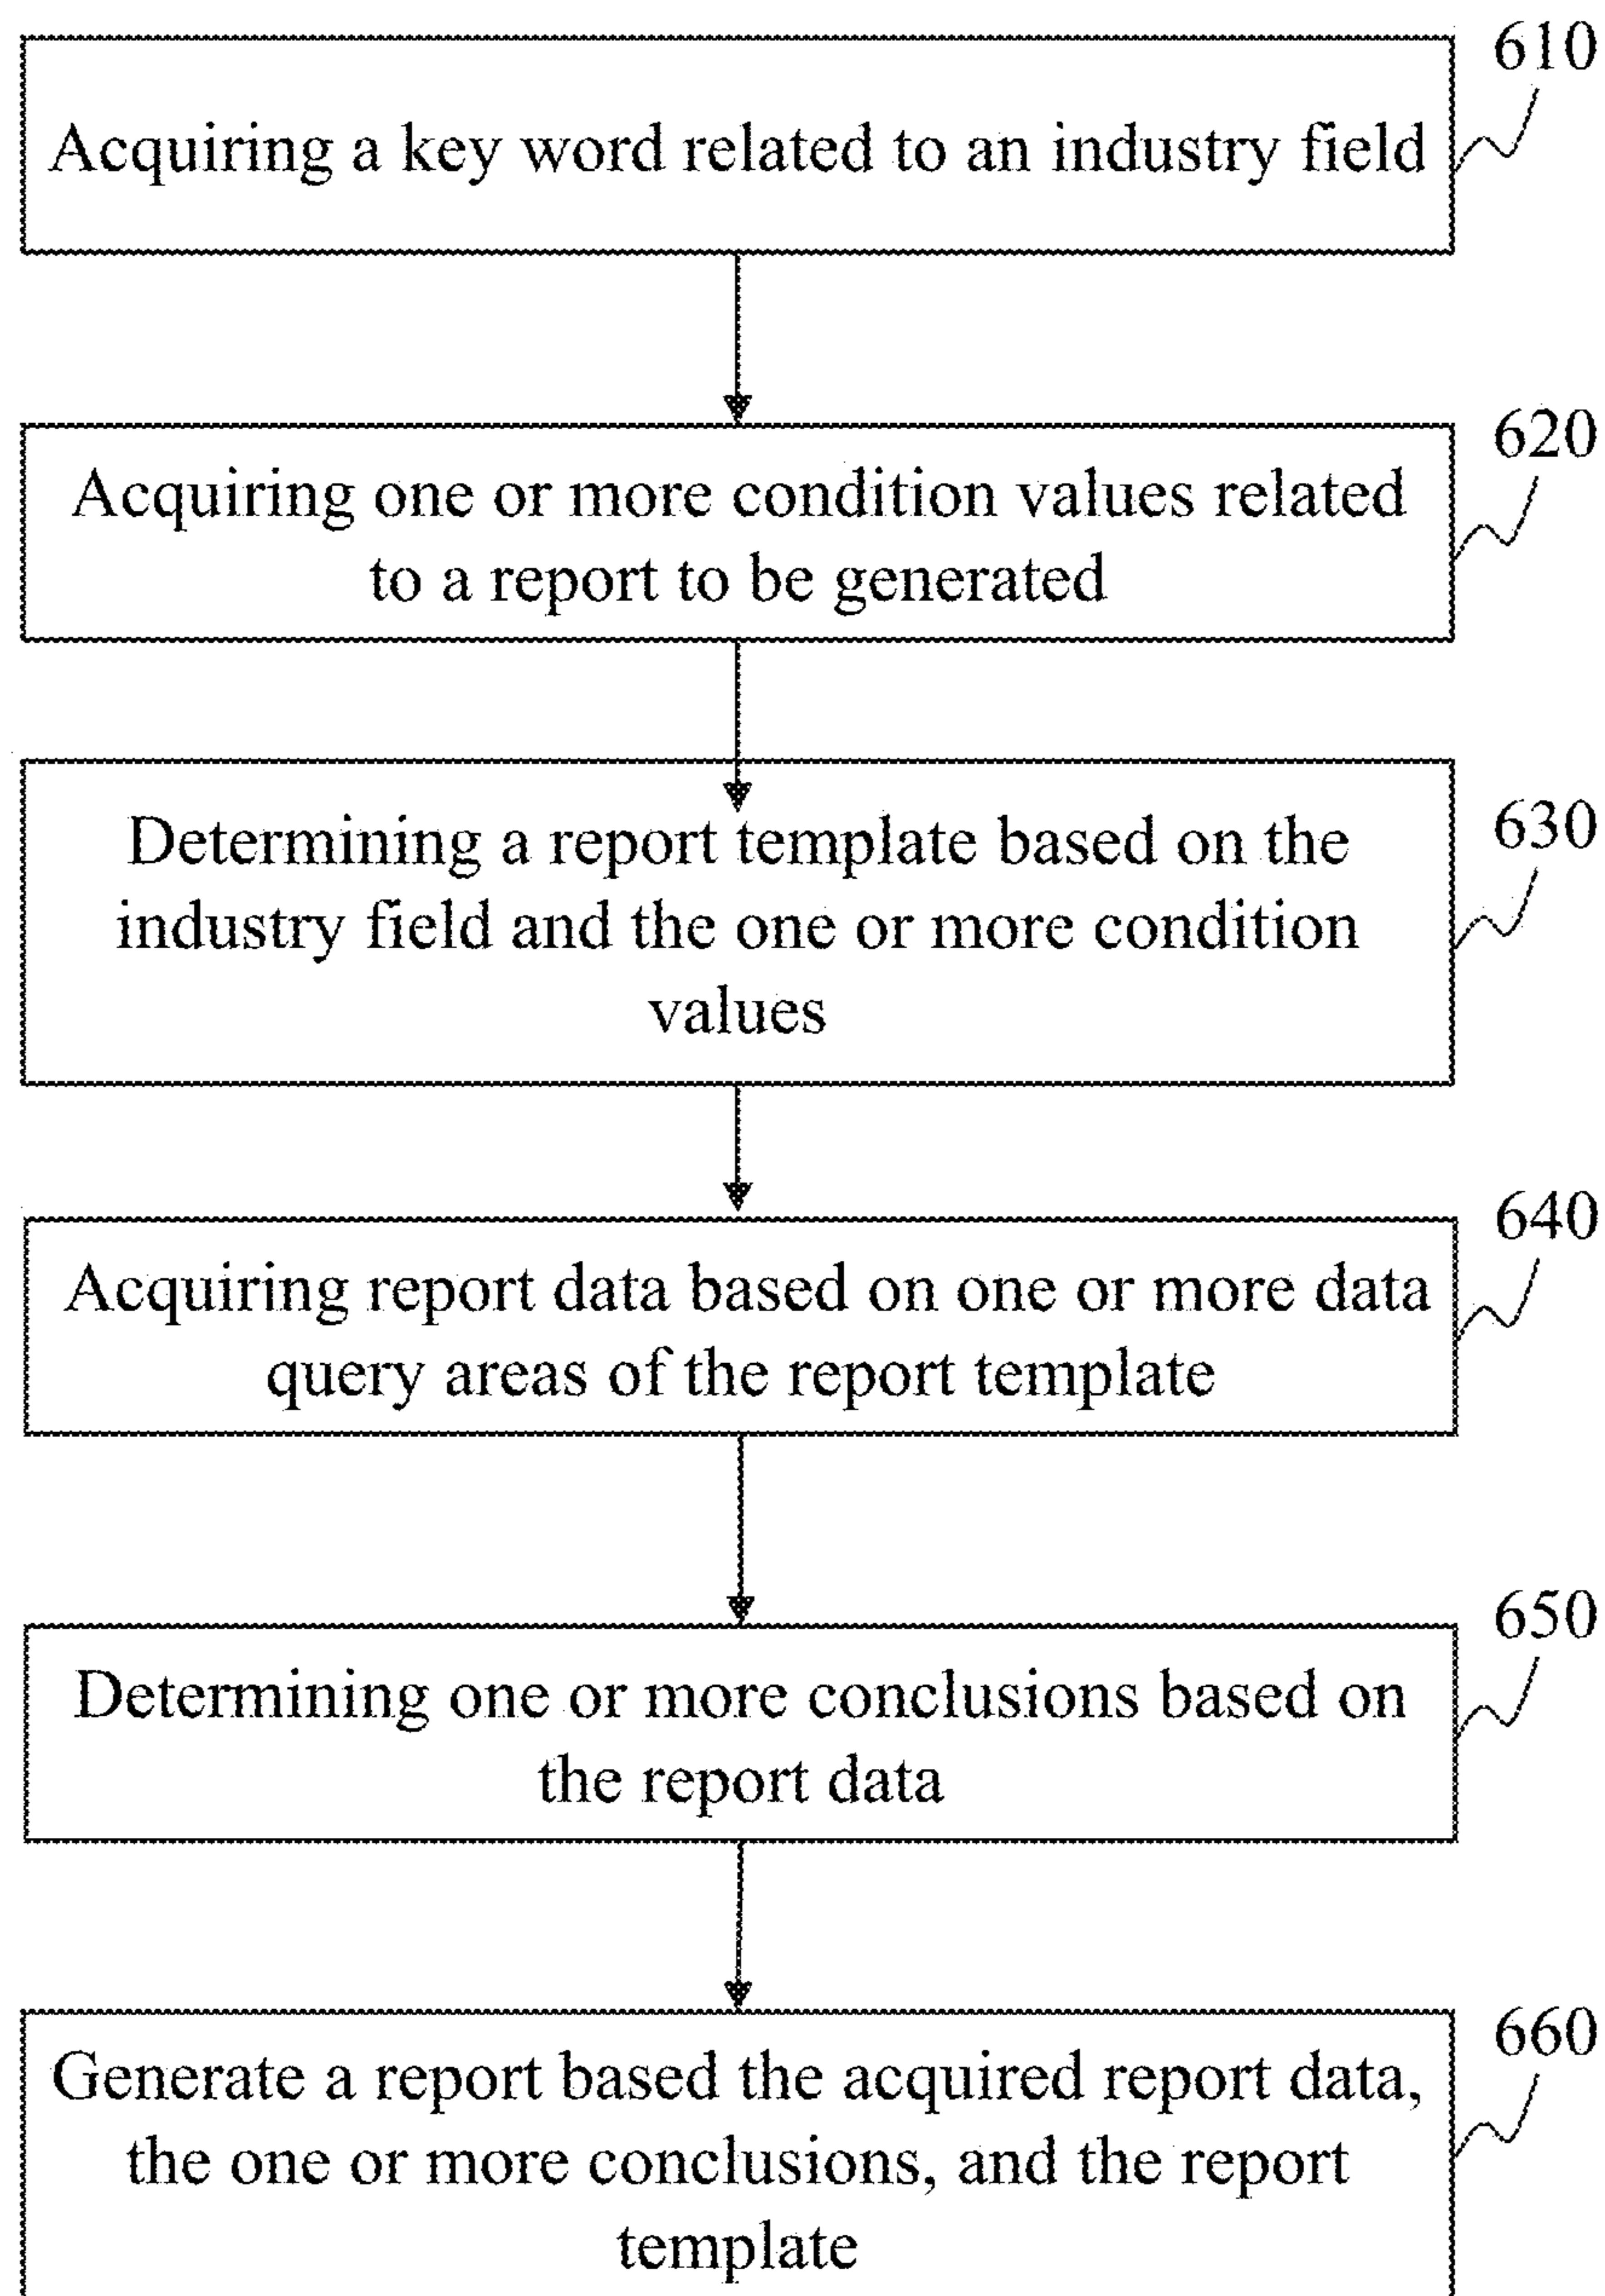 610
Acquiring a key word related to an industry field
620
Acquiring one or more condition values related
to a report to be generated
630
Determining a report template based on the
industry field and the one or more condition
values
640
Acquiring report data based on one or more data
query areas of the report template
650
Determining one or more conclusions based on
the report data
660
Generate a report based the acquired report data,
the one or more conclusions, and the report
template